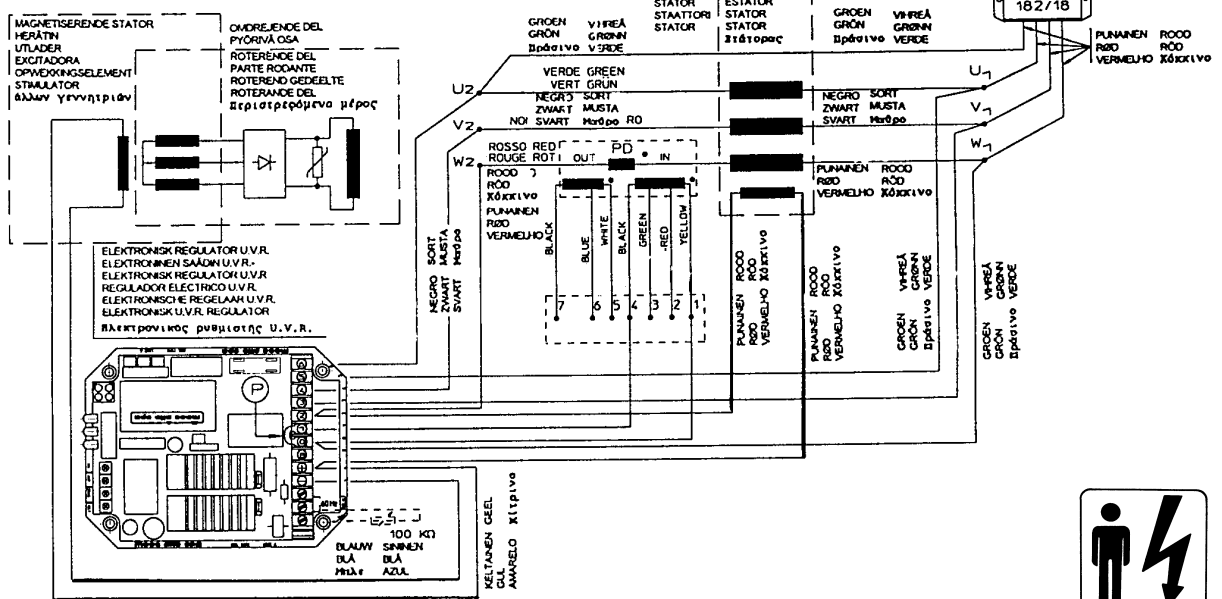 MAGNETISERENDE STATOR
HERÄTIN
UTLADER
EXCITADORA
OPWEKKINGSELEMENT
STIMULATOR
άλλων γεννητριών
OMDREJENDE DEL
PYÖRIVÄ OSA
ROTERENDE DEL
PARTE RODANTE
ROTEREND GEDEELTE
ROTERANDE DEL
περιστρεφόμενο μέρος
STATOR
STAATTORI
STATOR
ESTATOR
STATOR
STATOR
Στάτορας
GROEN VIHREÄ
GRÖN GRØNN
Πράσινο VERDE
GROEN VIHREÄ
GRÖN GRØNN
Πράσινο VERDE
182/18
PUNAINEN ROOD
RØD RÖD
VERMELHO Κόκκινο
U2
VERDE GREEN
VERT GRÜN
NEGRO SORT
ZWART MUSTA
SVART Μαύρο
V2
W2
U1
V1
W1
NEGRO SORT
ZWART MUSTA
SVART Μαύρο
ROSSO RED
ROUGE ROT
ROOD
RÖD
Κόκκινο
PUNAINEN
RØD
VERMELHO
OUT PD IN
PUNAINEN ROOD
RØD RÖD
VERMELHO Κόκκινο
BLACK
BLUE
WHITE
BLACK
GREEN
RED
YELLOW
7 6 5 4 3 2 1
NEGRO SORT
ZWART MUSTA
SVART Μαύρο
PUNAINEN ROOD
RØD RÖD
VERMELHO Κόκκινο
PUNAINEN ROOD
RØD RÖD
VERMELHO Κόκκινο
GROEN VIHREÄ
GRÖN GRØNN
Πράσινο VERDE
GROEN VIHREÄ
GRÖN GRØNN
Πράσινο VERDE
ELEKTRONISK REGULATOR U.V.R.
ELEKTRONINEN SÄÄDIN U.V.R.
ELEKTRONISK REGULATOR U.V.R
REGULADOR ELECTRICO U.V.R.
ELEKTRONISCHE REGELAAR U.V.R.
ELEKTRONISK U.V.R. REGULATOR
Ηλεκτρονικός ρυθμιστής U.V.R.
P
60 Hz
100 KΩ
BLAUW SININEN
BLÅ BLÅ
Μπλε AZUL
KELTAINEN GEEL
GUL
AMARELO Κίτρινο